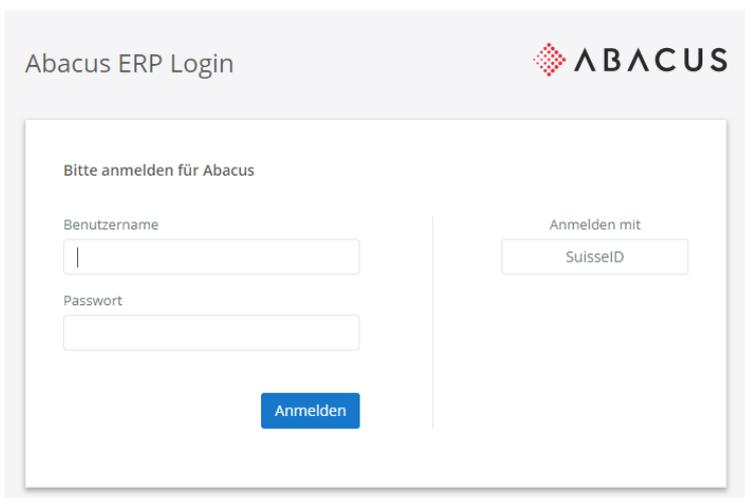 Abacus ERP Login
ABACUS
Bitte anmelden für Abacus
Benutzername
Passwort
Anmelden
Anmelden mit
SuisseID